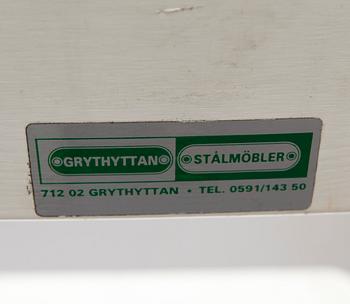 GRYTHYTTAN STÅLMÖBLER
712 02 GRYTHYTTAN • TEL. 0591/143 50